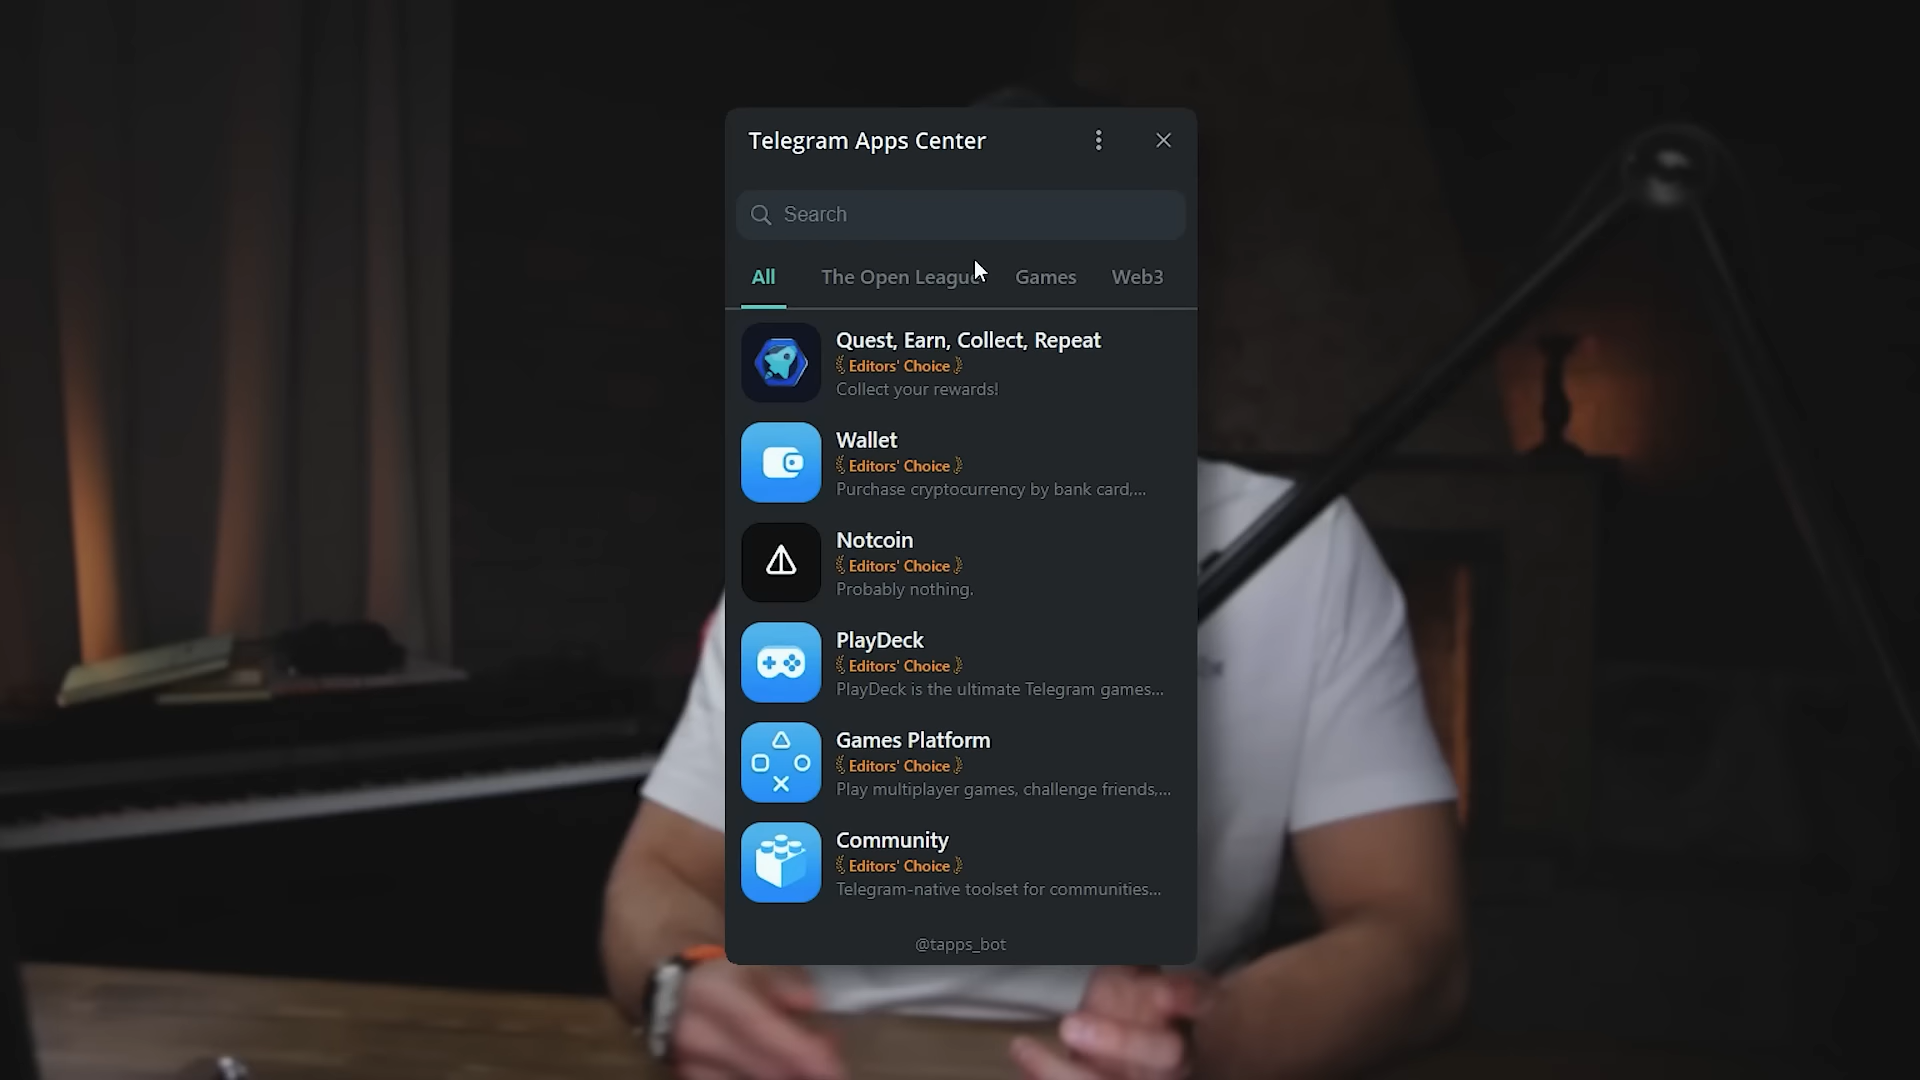 Telegram Apps Center
Search
All The Open League Games Web3
Quest, Earn, Collect, Repeat
Editors' Choice
Collect your rewards!
Wallet
Editors' Choice
Purchase cryptocurrency by bank card,...
Notcoin
Editors' Choice
Probably nothing.
PlayDeck
Editors' Choice
PlayDeck is the ultimate Telegram games...
Games Platform
Editors' Choice
Play multiplayer games, challenge friends,...
Community
Editors' Choice
Telegram-native toolset for communities...
@tapps_bot